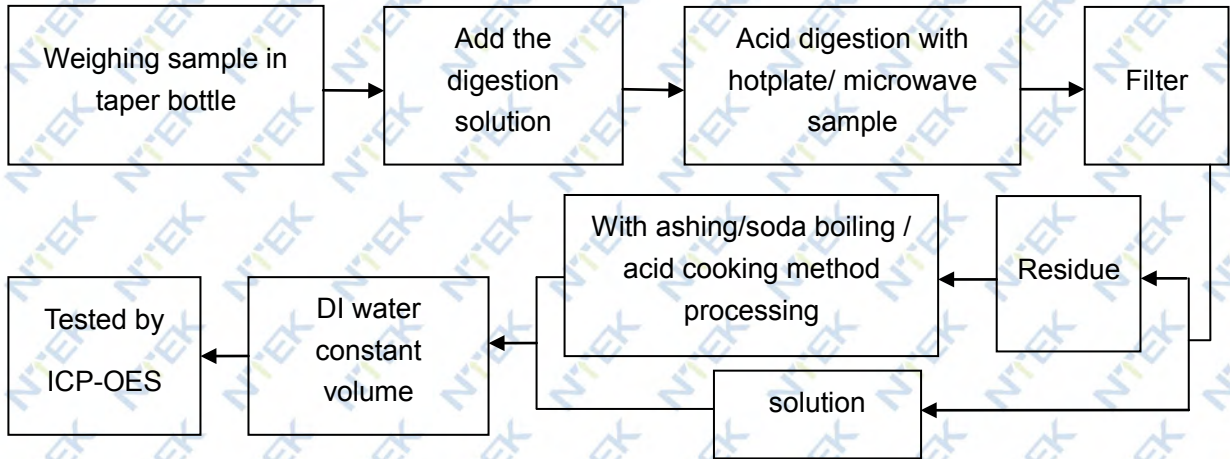 Weighing sample in
taper bottle
Add the
digestion
solution
Acid digestion with
hotplate/ microwave
sample
Filter
With ashing/soda boiling /
acid cooking method
processing
Residue
Tested by
ICP-OES
DI water
constant
volume
solution